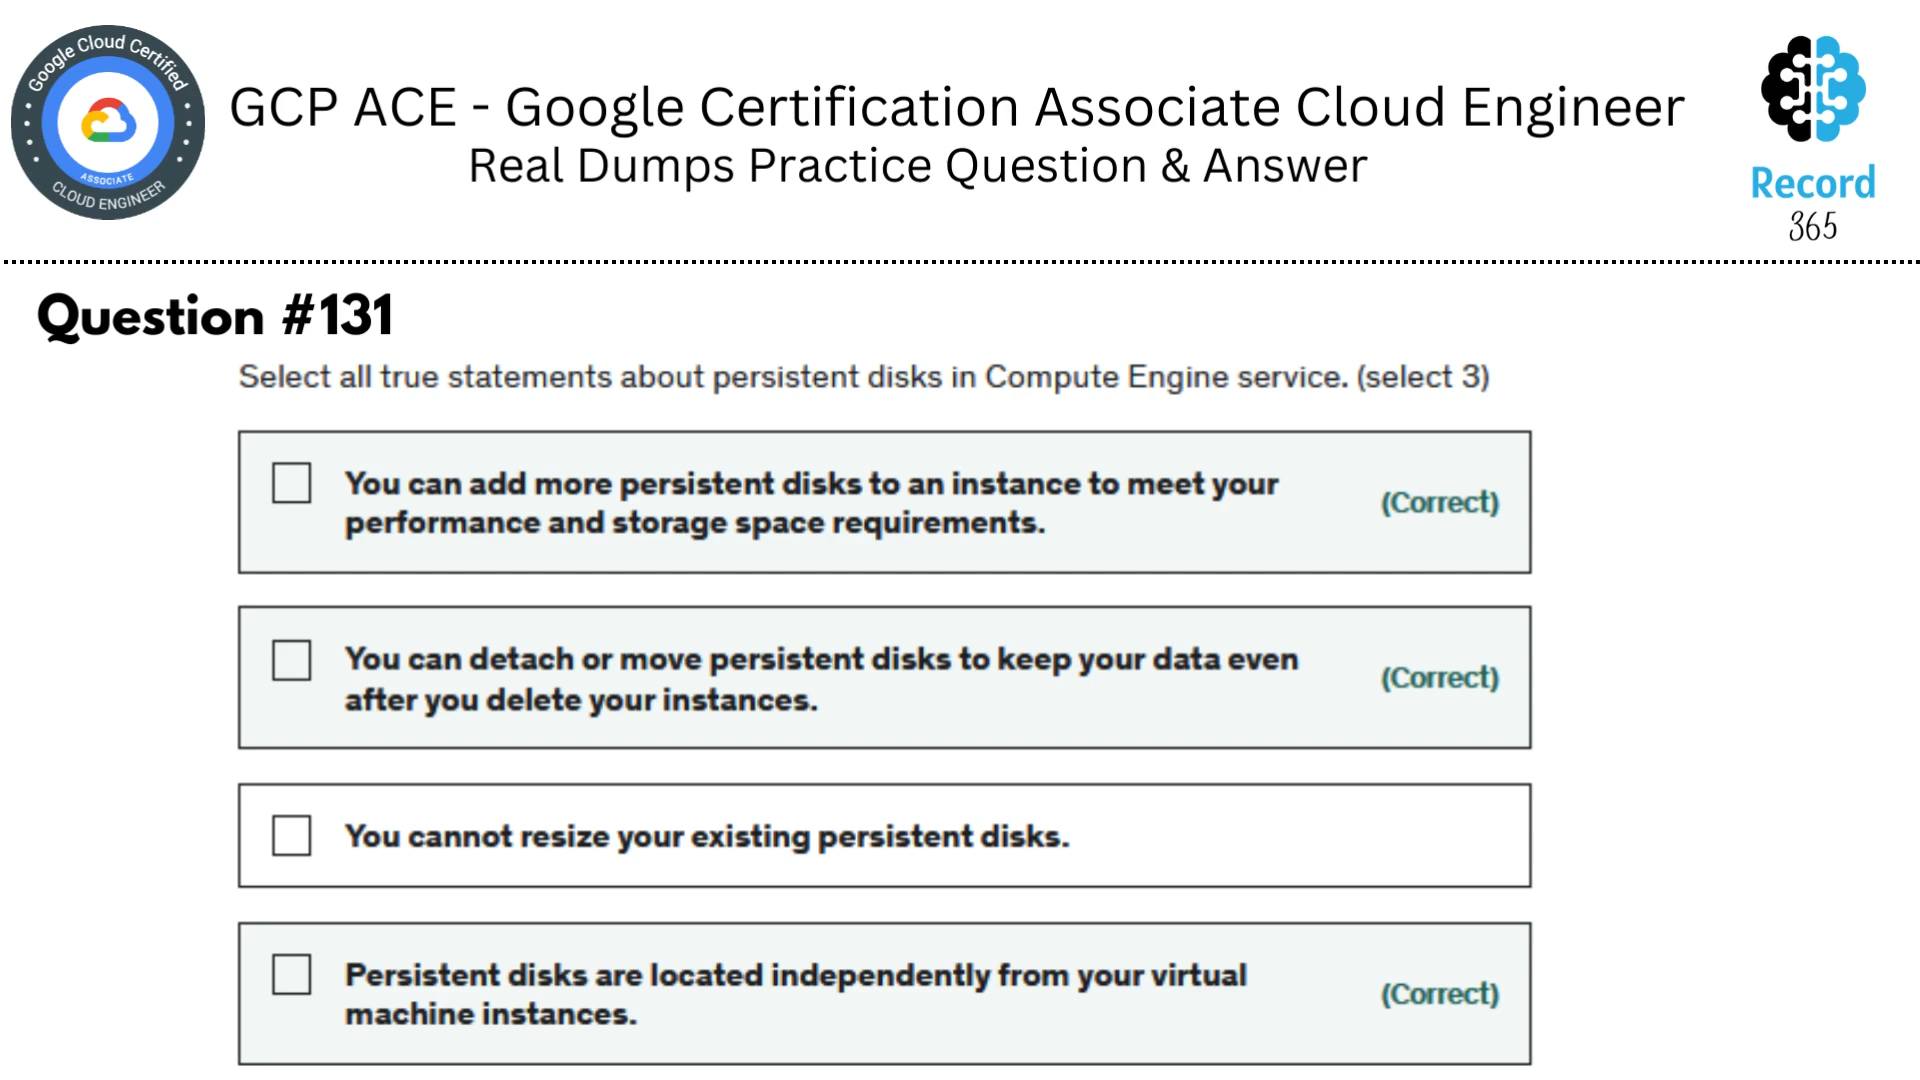 Google Cloud Certified
ASSOCIATE
CLOUD ENGINEER
GCP ACE - Google Certification Associate Cloud Engineer
Real Dumps Practice Question & Answer
Record
365
Question #131
Select all true statements about persistent disks in Compute Engine service. (select 3)
You can add more persistent disks to an instance to meet your
performance and storage space requirements.
(Correct)
You can detach or move persistent disks to keep your data even
after you delete your instances.
(Correct)
You cannot resize your existing persistent disks.
Persistent disks are located independently from your virtual
machine instances.
(Correct)